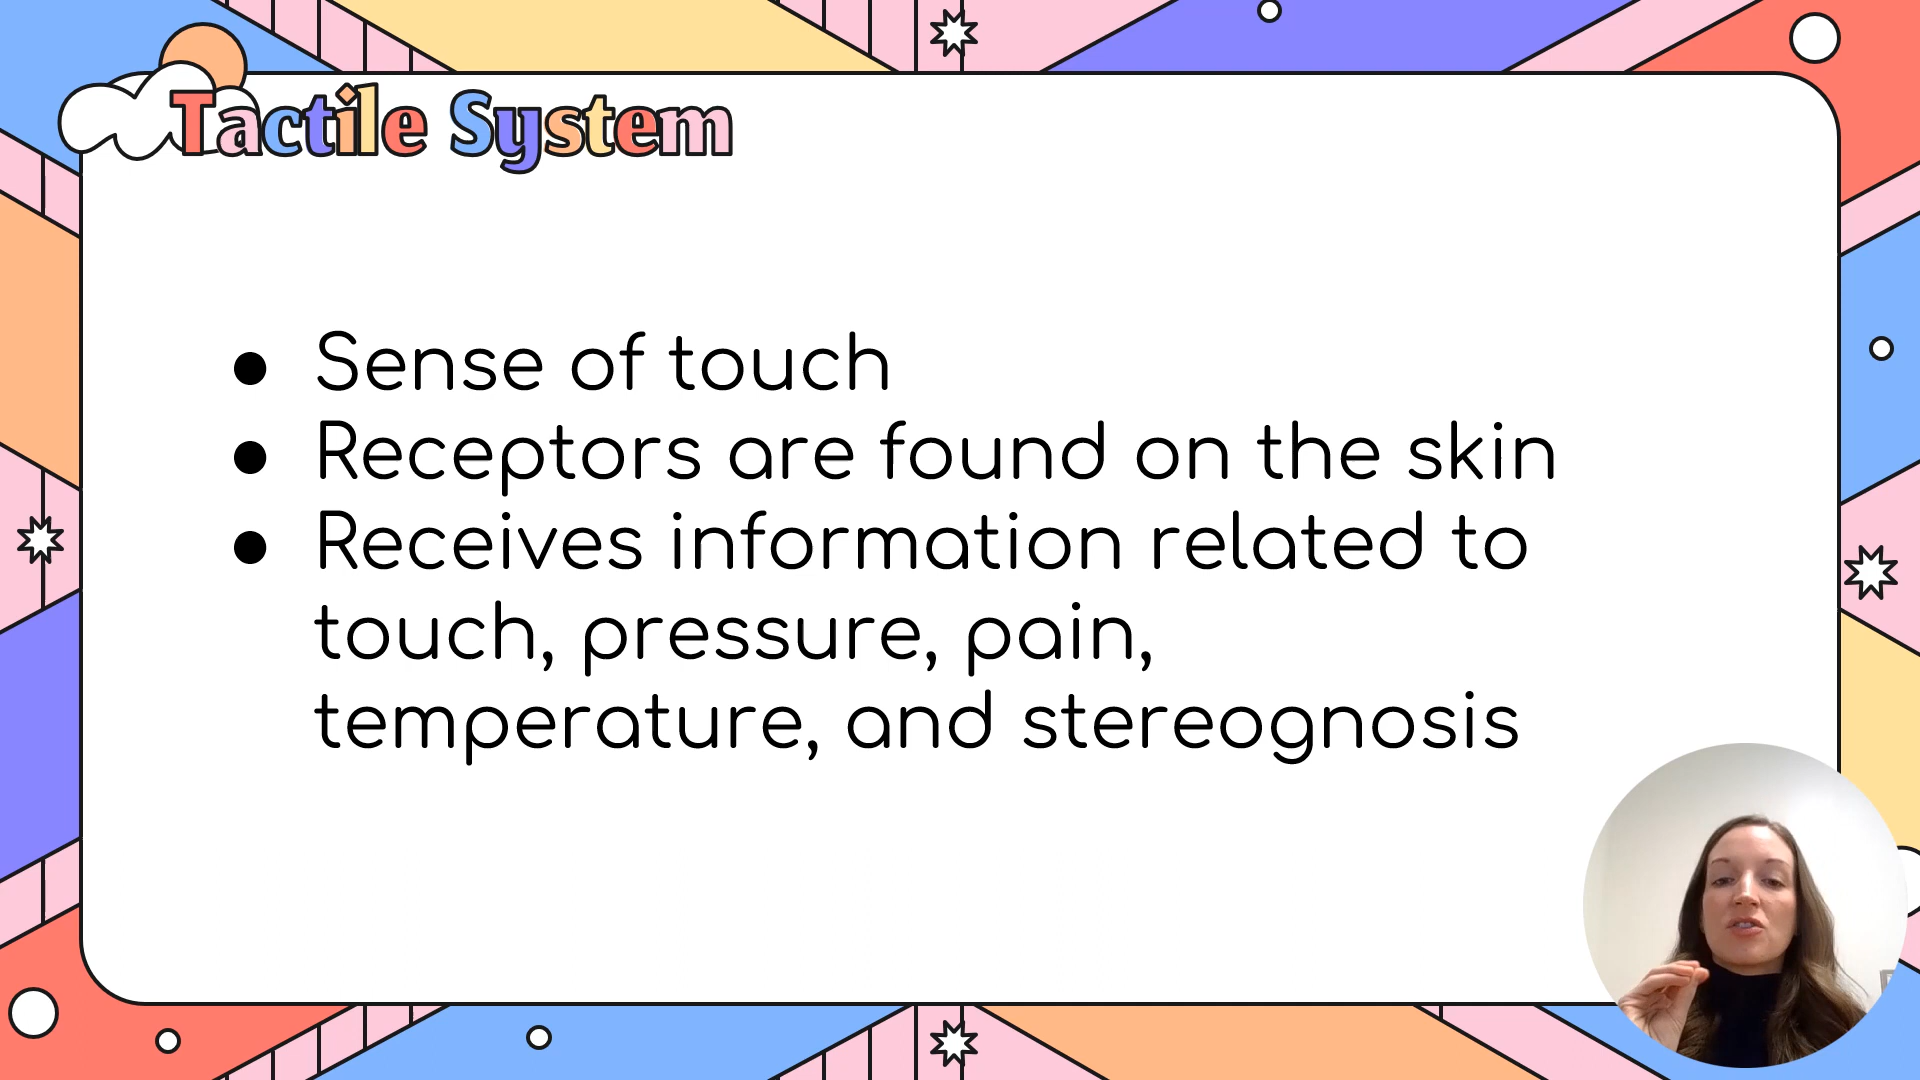 Tactile System
● Sense of touch
● Receptors are found on the skin
● Receives information related to
touch, pressure, pain,
temperature, and stereognosis